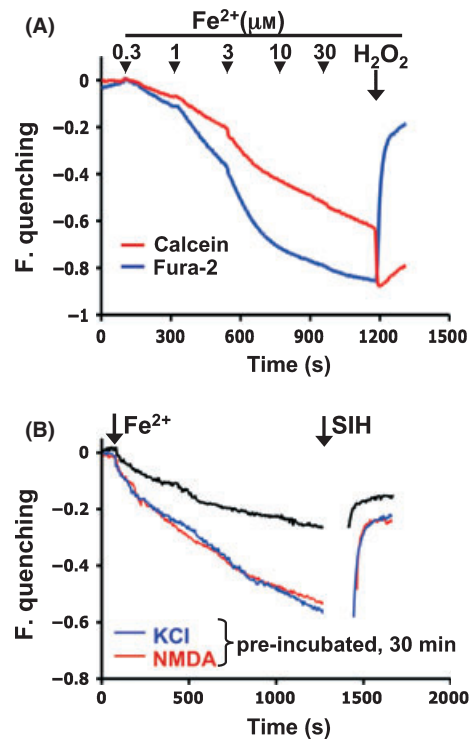 (A)
Fe²⁺(μM)
0.3 1 3 10 30 H₂O₂
0
−0.2
−0.4
−0.6
−0.8
−1
F. quenching
Calcein
Fura-2
0 300 600 900 1200 1500
Time (s)
(B)
Fe²⁺ SIH
0
−0.2
−0.4
−0.6
−0.8
F. quenching
KCl
NMDA
pre-incubated, 30 min
0 500 1000 1500 2000
Time (s)